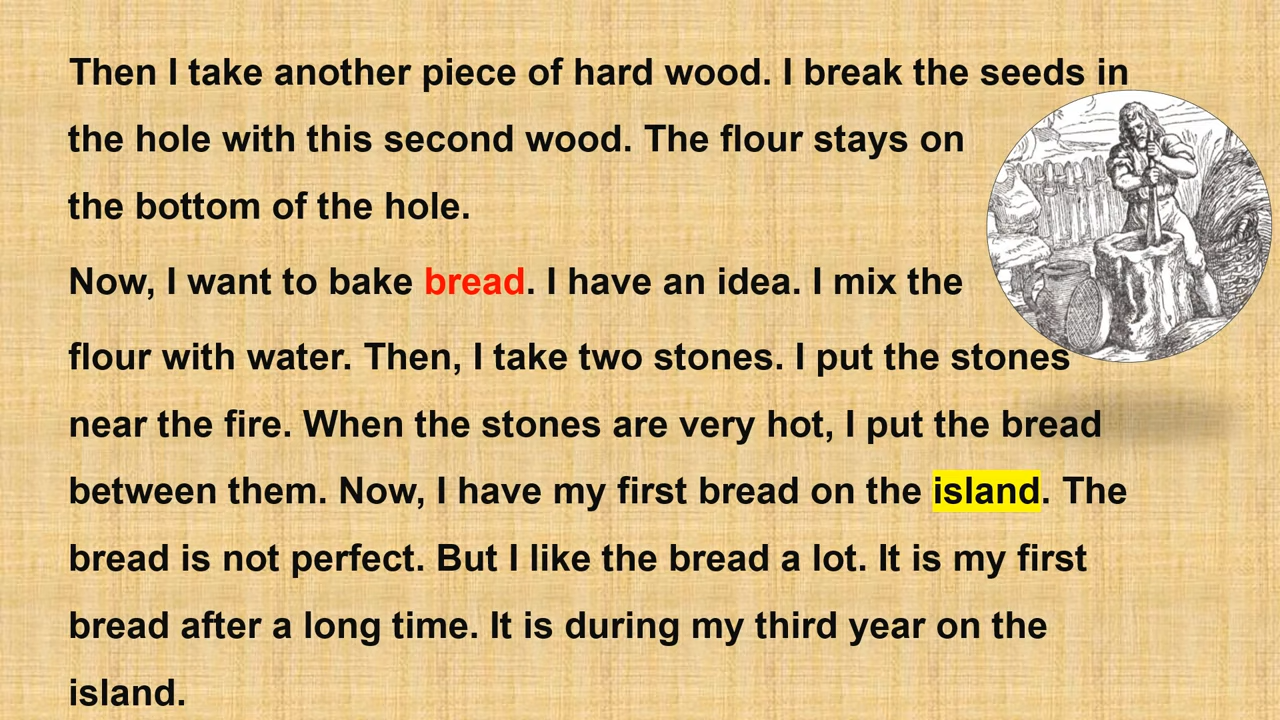 Then I take another piece of hard wood. I break the seeds in
the hole with this second wood. The flour stays on
the bottom of the hole.
Now, I want to bake bread. I have an idea. I mix the
flour with water. Then, I take two stones. I put the stones
near the fire. When the stones are very hot, I put the bread
between them. Now, I have my first bread on the island. The
bread is not perfect. But I like the bread a lot. It is my first
bread after a long time. It is during my third year on the
island.